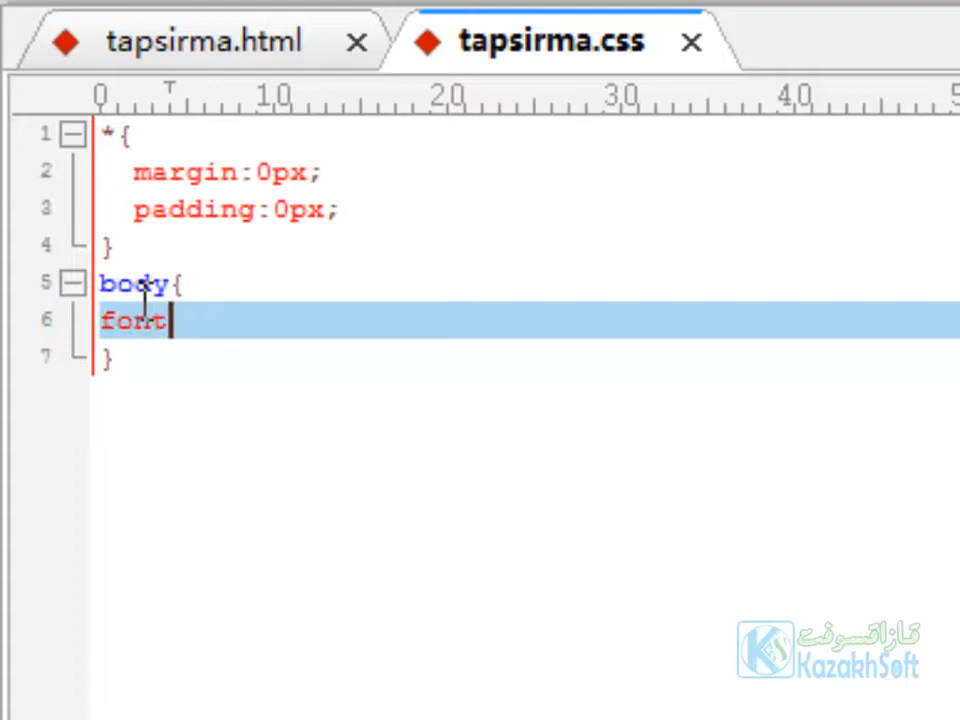 tapsirma.html
tapsirma.css
0 10 20 30 40 5
1 *{
2 margin:0px;
3 padding:0px;
4 }
5 body{
6 font
7 }
قازاقسوفت
KazakhSoft